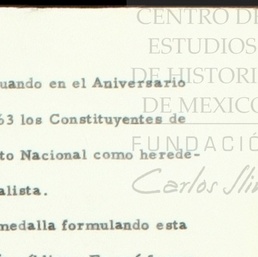 CENTRO DE
ESTUDIOS
DE HISTORI
DE MEXICO
FUNDACIÓ
Carlos Sli
uando en el Aniversario
63 los Constituyentes de
to Nacional como herede-
alista.
medalla formulando esta